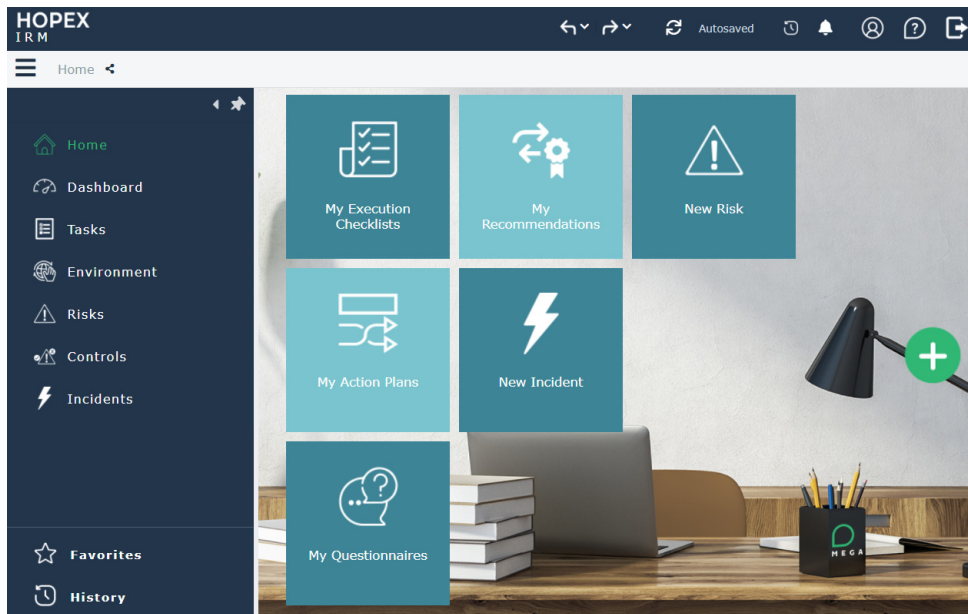 HOPEX
IRM
Autosaved
Home
Home
Dashboard
Tasks
Environment
Risks
Controls
Incidents
Favorites
History
My Execution
Checklists
My
Recommendations
New Risk
My Action Plans
New Incident
My Questionnaires
MEGA